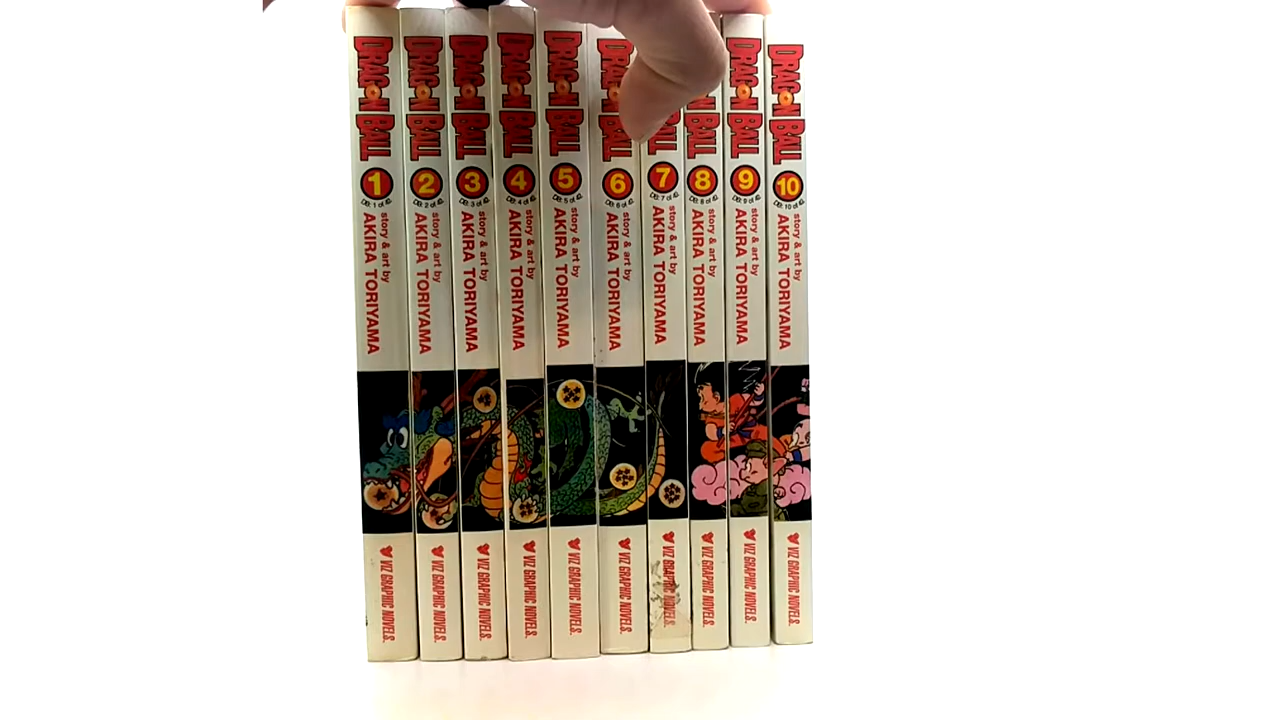 DRAGON BALL
1
DB: 1 of 42
story & art by
AKIRA TORIYAMA
VIZ GRAPHIC NOVELS.
DRAGON BALL
2
DB: 2 of 42
story & art by
AKIRA TORIYAMA
VIZ GRAPHIC NOVELS.
DRAGON BALL
3
DB: 3 of 42
story & art by
AKIRA TORIYAMA
VIZ GRAPHIC NOVELS.
DRAGON BALL
4
DB: 4 of 42
story & art by
AKIRA TORIYAMA
VIZ GRAPHIC NOVELS.
DRAGON BALL
5
DB: 5 of 42
story & art by
AKIRA TORIYAMA
VIZ GRAPHIC NOVELS.
BALL
6
DB: 6 of 42
story & art by
AKIRA TORIYAMA
VIZ GRAPHIC NOVELS.
BALL
7
DB: 7 of 42
story & art by
AKIRA TORIYAMA
VIZ GRAPHIC NOVELS.
BALL
8
DB: 8 of 42
story & art by
AKIRA TORIYAMA
VIZ GRAPHIC NOVELS.
DRAGON BALL
9
DB: 9 of 42
story & art by
AKIRA TORIYAMA
VIZ GRAPHIC NOVELS.
DRAGON BALL
10
DB: 10 of 42
story & art by
AKIRA TORIYAMA
VIZ GRAPHIC NOVELS.